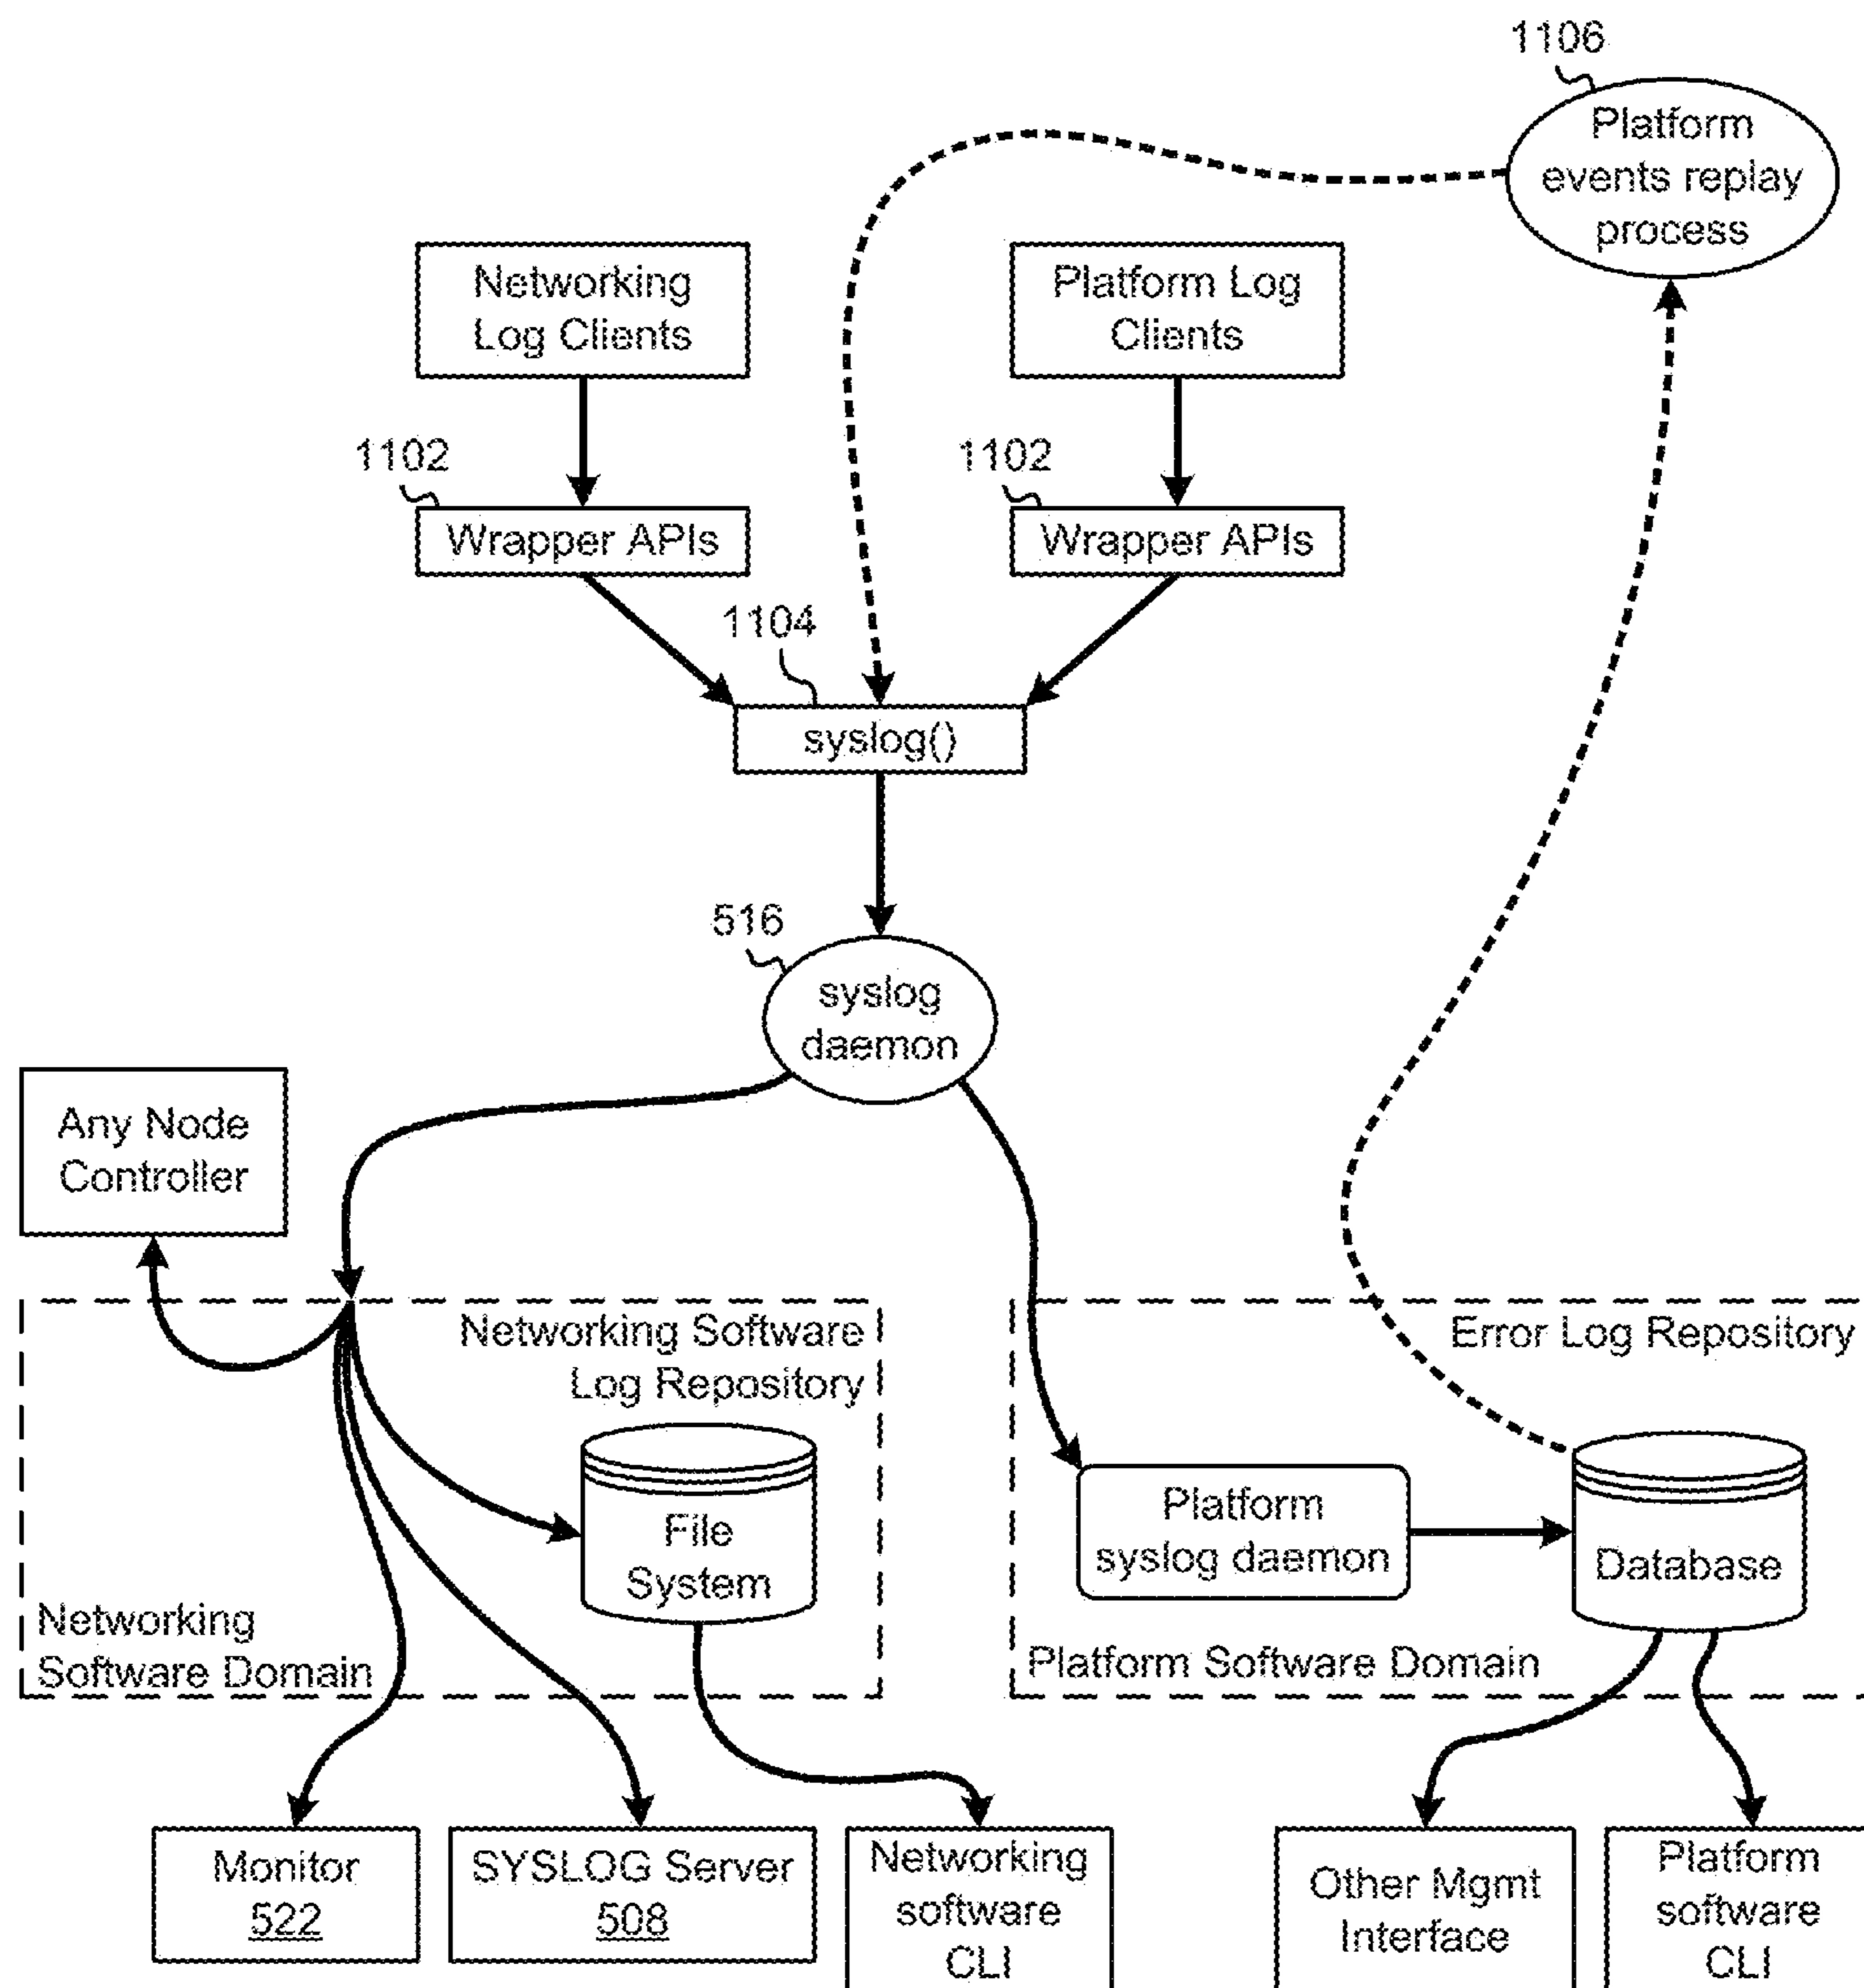 1106
Platform
events replay
process
Networking
Log Clients
Platform Log
Clients
1102
1102
Wrapper APIs
Wrapper APIs
1104
syslog()
516
syslog
daemon
Any Node
Controller
Networking Software
Log Repository
Error Log Repository
File
System
Platform
syslog daemon
Database
Networking
Software Domain
Platform Software Domain
Monitor
522
SYSLOG Server
508
Networking
software
CLI
Other Mgmt
Interface
Platform
software
CLI